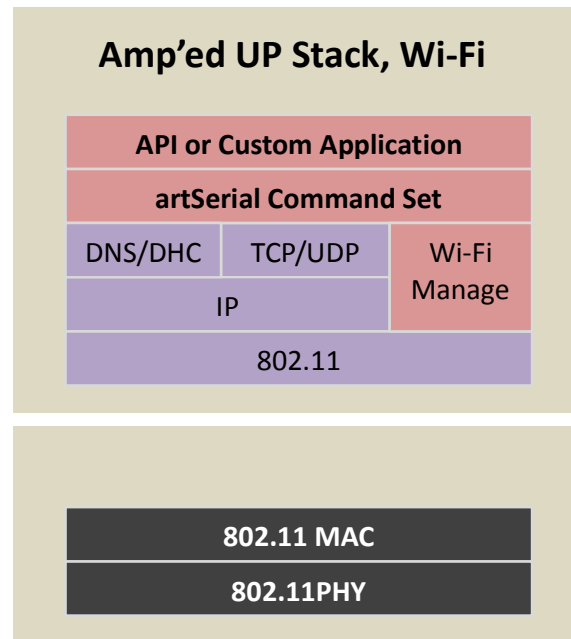 Amp'ed UP Stack, Wi-Fi
API or Custom Application
artSerial Command Set
DNS/DHC
TCP/UDP
Wi-Fi
Manage
IP
802.11
802.11 MAC
802.11PHY